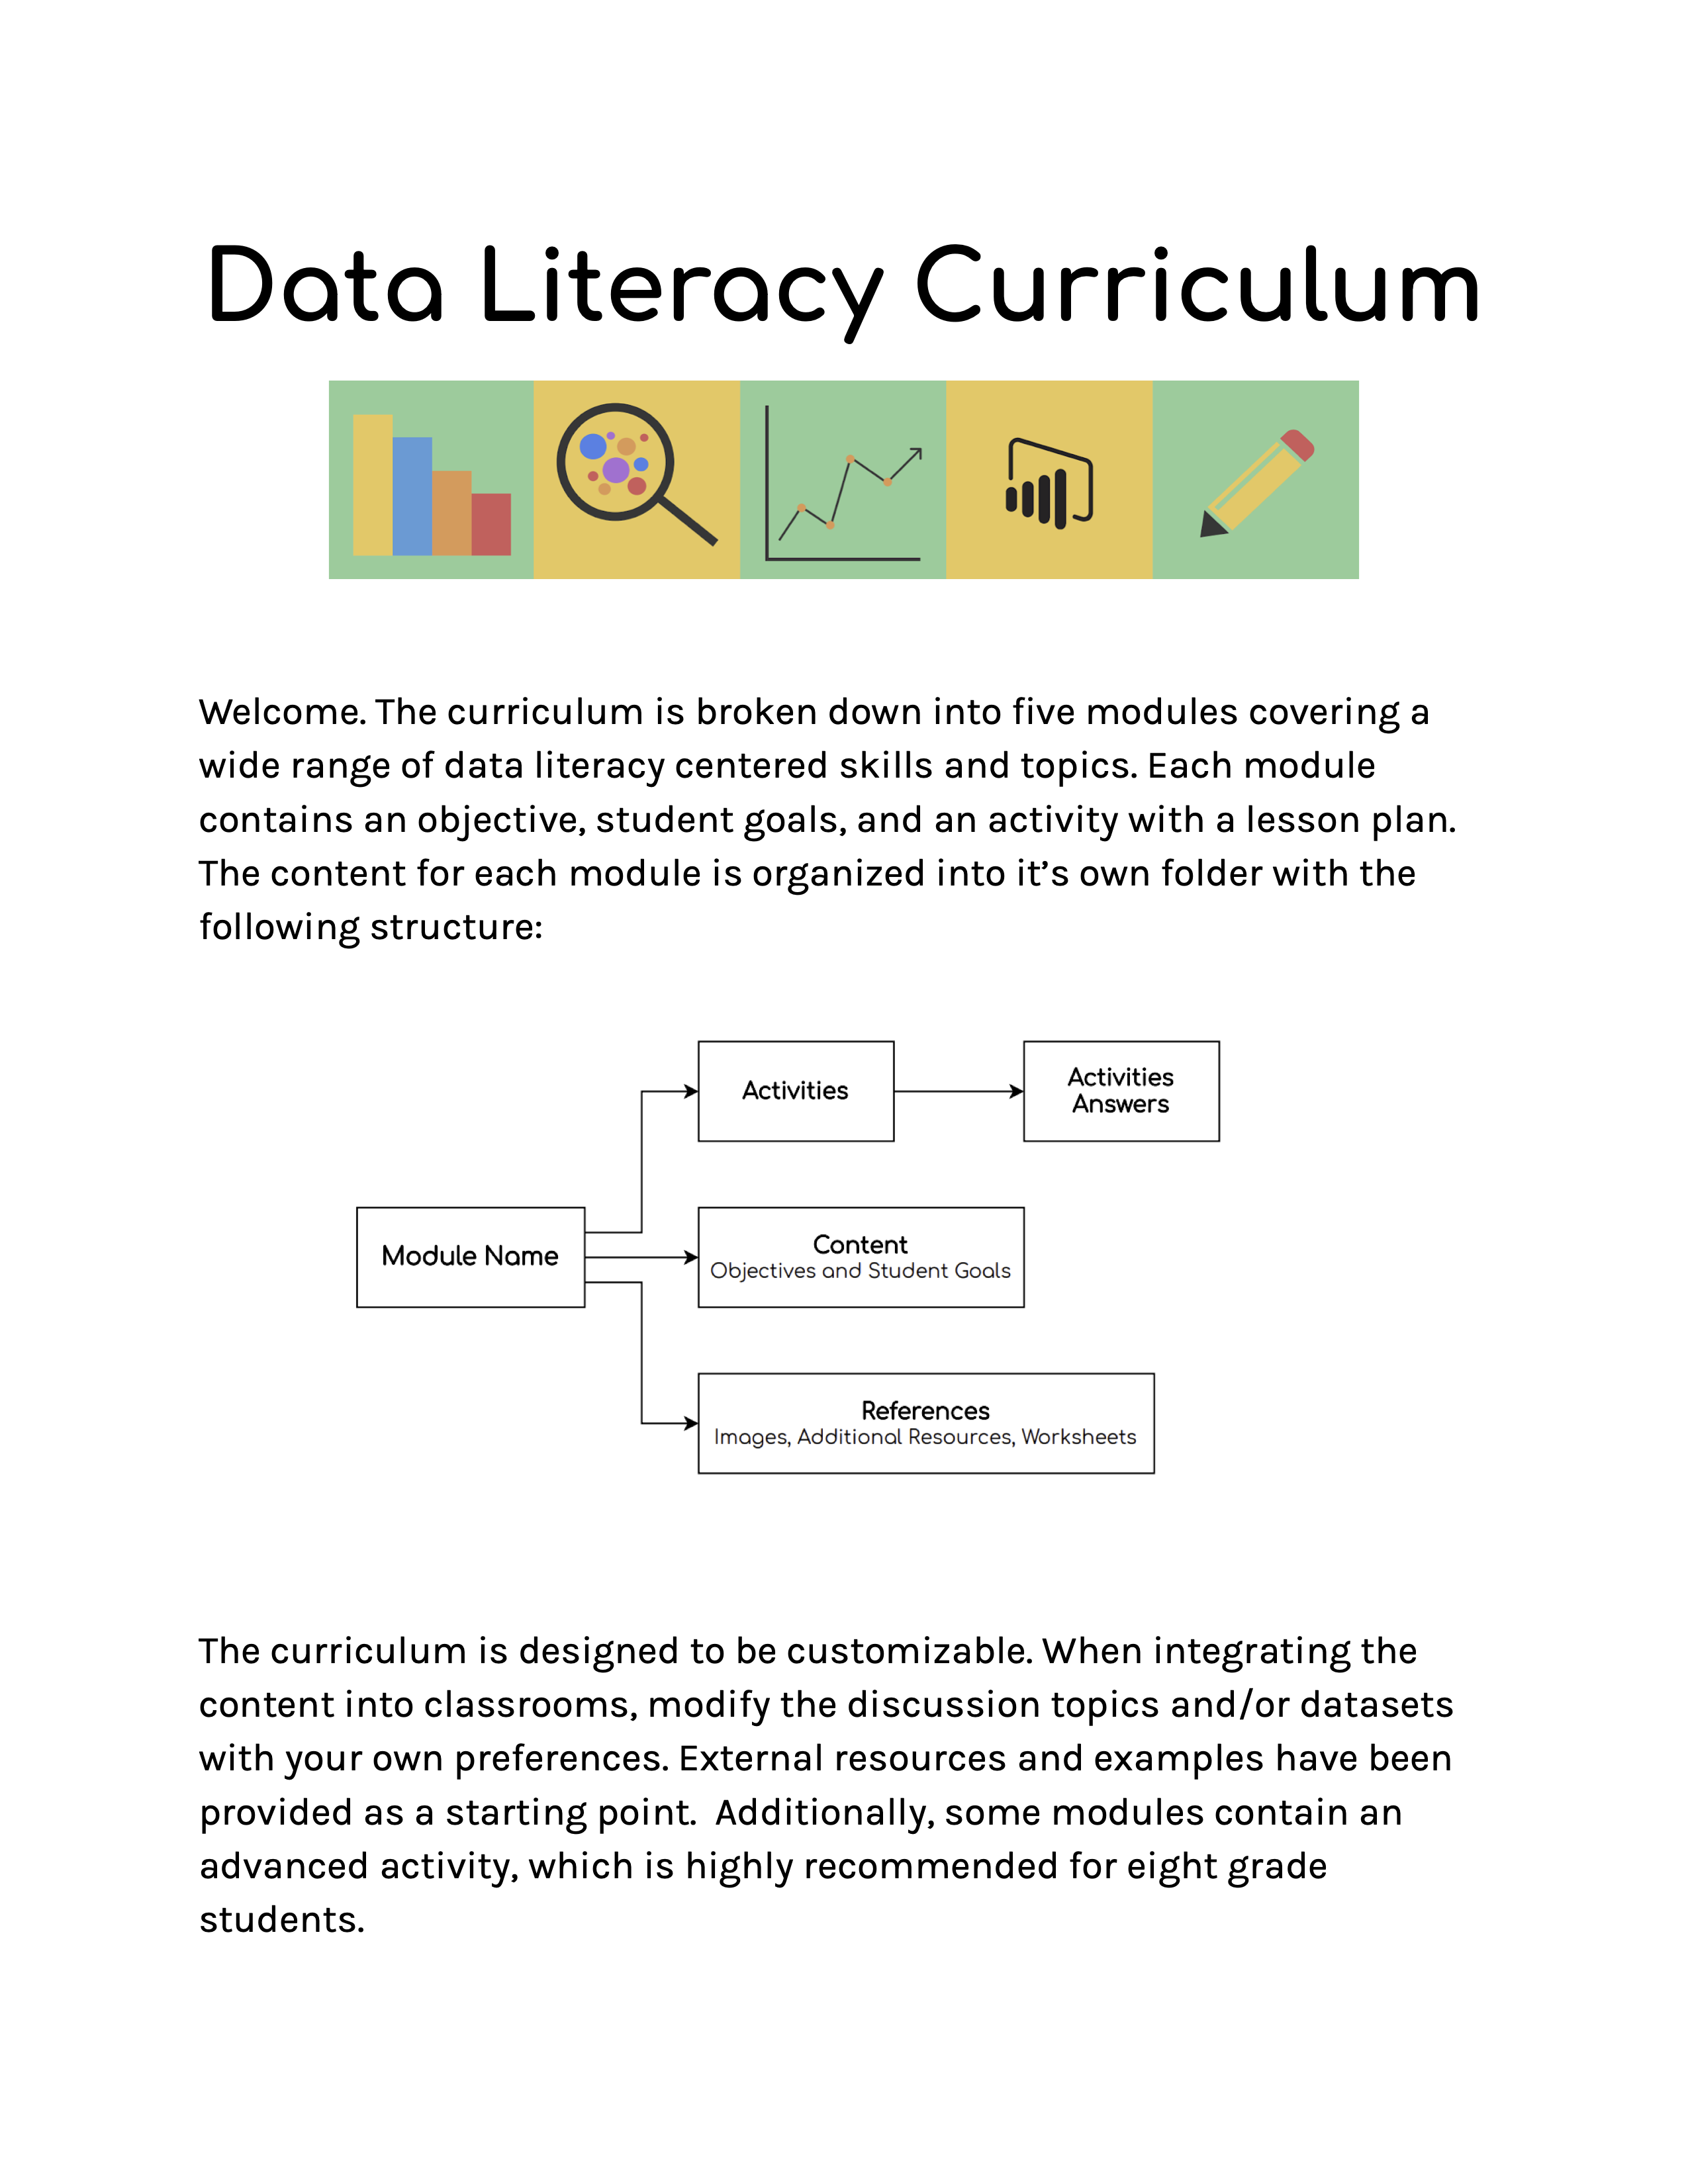 Data Literacy Curriculum
Welcome. The curriculum is broken down into five modules covering a
wide range of data literacy centered skills and topics. Each module
contains an objective, student goals, and an activity with a lesson plan.
The content for each module is organized into it’s own folder with the
following structure:
Activities
Activities
Answers
Module Name
Content
Objectives and Student Goals
References
Images, Additional Resources, Worksheets
The curriculum is designed to be customizable. When integrating the
content into classrooms, modify the discussion topics and/or datasets
with your own preferences. External resources and examples have been
provided as a starting point.  Additionally, some modules contain an
advanced activity, which is highly recommended for eight grade
students.